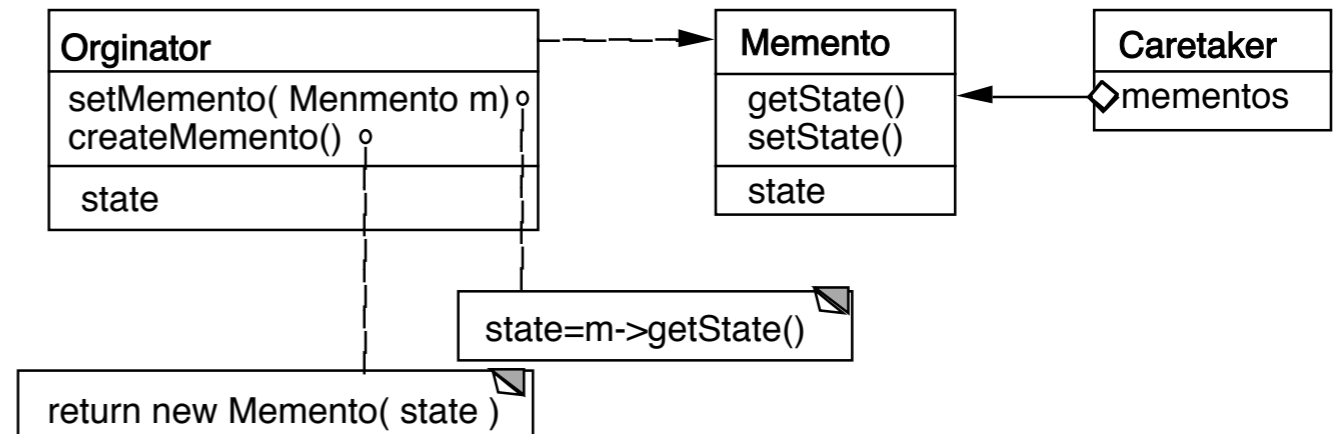 Orginator
setMemento( Menmento m)
createMemento()
state
Memento
getState()
setState()
state
Caretaker
mementos
state=m->getState()
return new Memento( state )